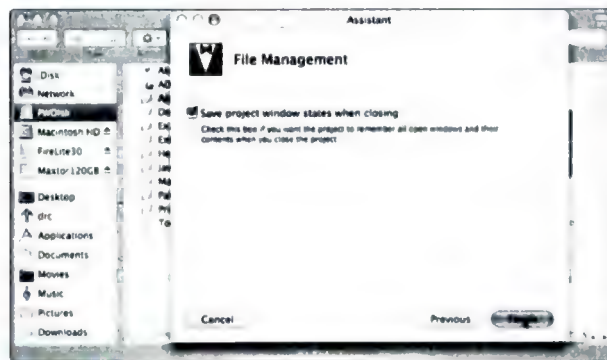 Assistant
File Management
Save project window states when closing
Check this box if you want the project to remember all open windows and their
contents when you close the project.
Disk
Network
Macintosh HD
FireLite30
Maxtor120GB
Desktop
drc
Applications
Documents
Movies
Music
Pictures
Downloads
Cancel
Previous